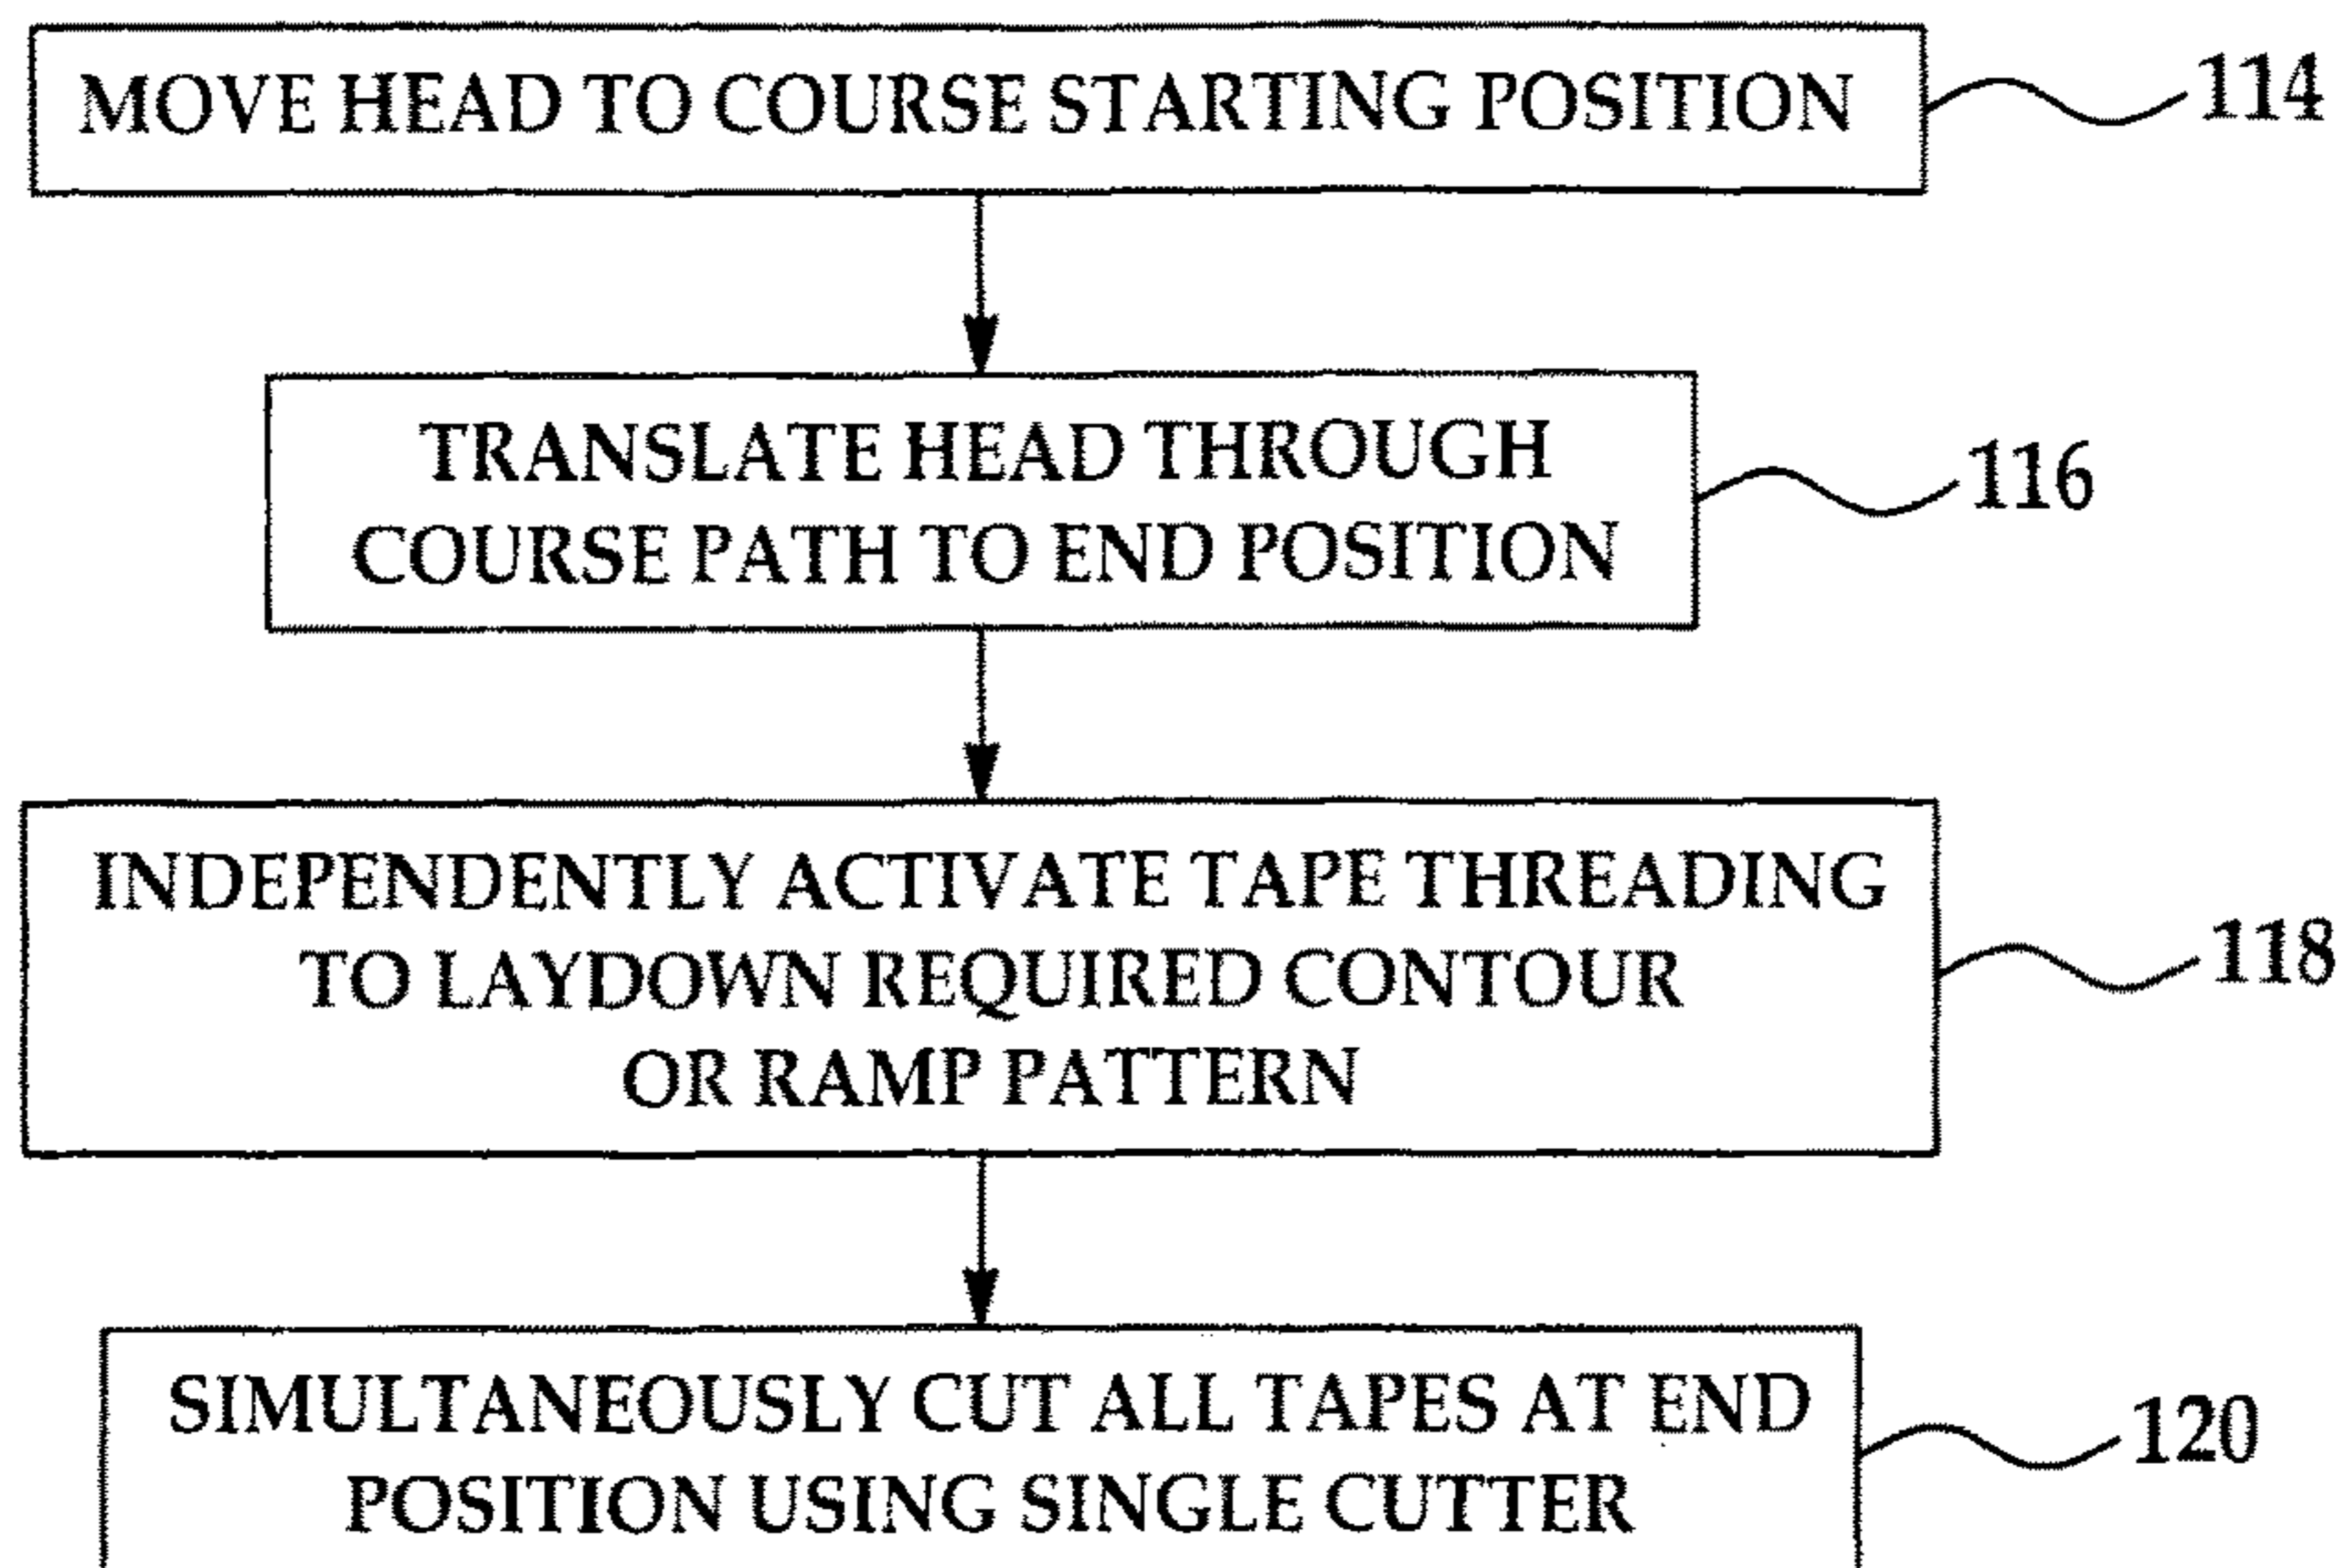 MOVE HEAD TO COURSE STARTING POSITION
114
TRANSLATE HEAD THROUGH
COURSE PATH TO END POSITION
116
INDEPENDENTLY ACTIVATE TAPE THREADING
TO LAYDOWN REQUIRED CONTOUR
OR RAMP PATTERN
118
SIMULTANEOUSLY CUT ALL TAPES AT END
POSITION USING SINGLE CUTTER
120